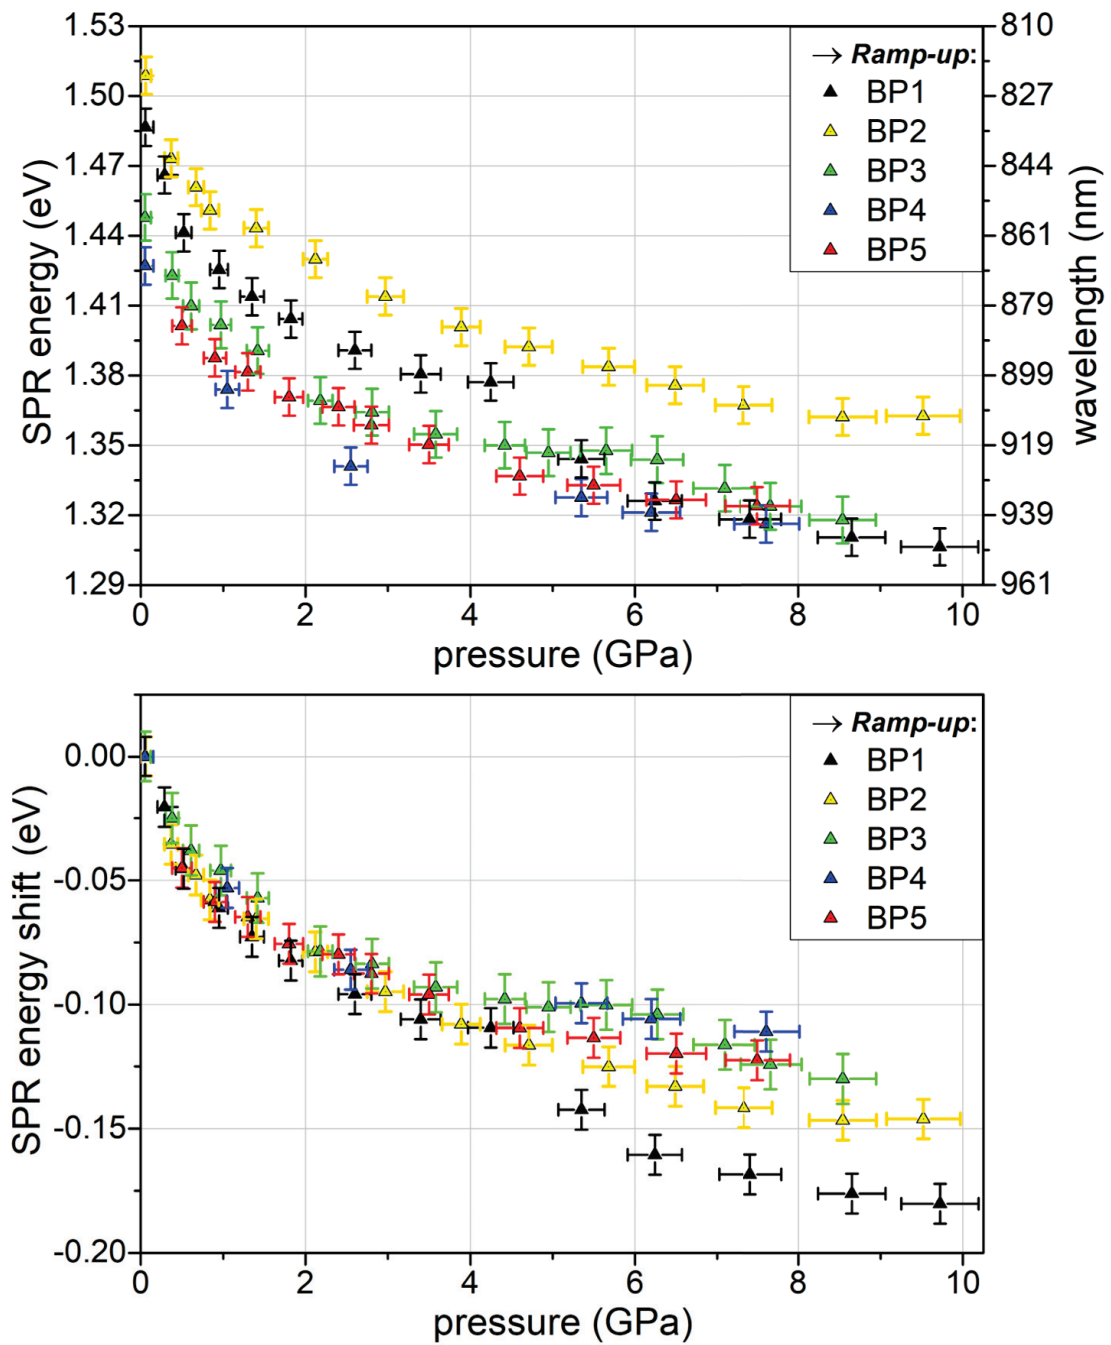 1.53
1.50
1.47
1.44
1.41
1.38
1.35
1.32
1.29
SPR energy (eV)
810
827
844
861
879
899
919
939
961
wavelength (nm)
→ Ramp-up:
BP1
BP2
BP3
BP4
BP5
0 2 4 6 8 10
pressure (GPa)
0.00
-0.05
-0.10
-0.15
-0.20
SPR energy shift (eV)
→ Ramp-up:
BP1
BP2
BP3
BP4
BP5
0 2 4 6 8 10
pressure (GPa)